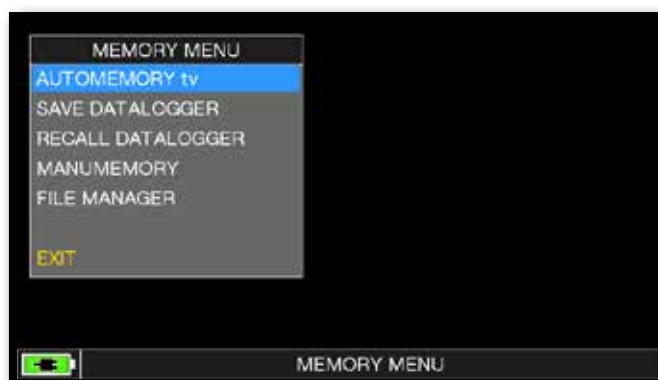 MEMORY MENU
AUTOMEMORY tv
SAVE DATALOGGER
RECALL DATALOGGER
MANUMEMORY
FILE MANAGER
EXIT
MEMORY MENU